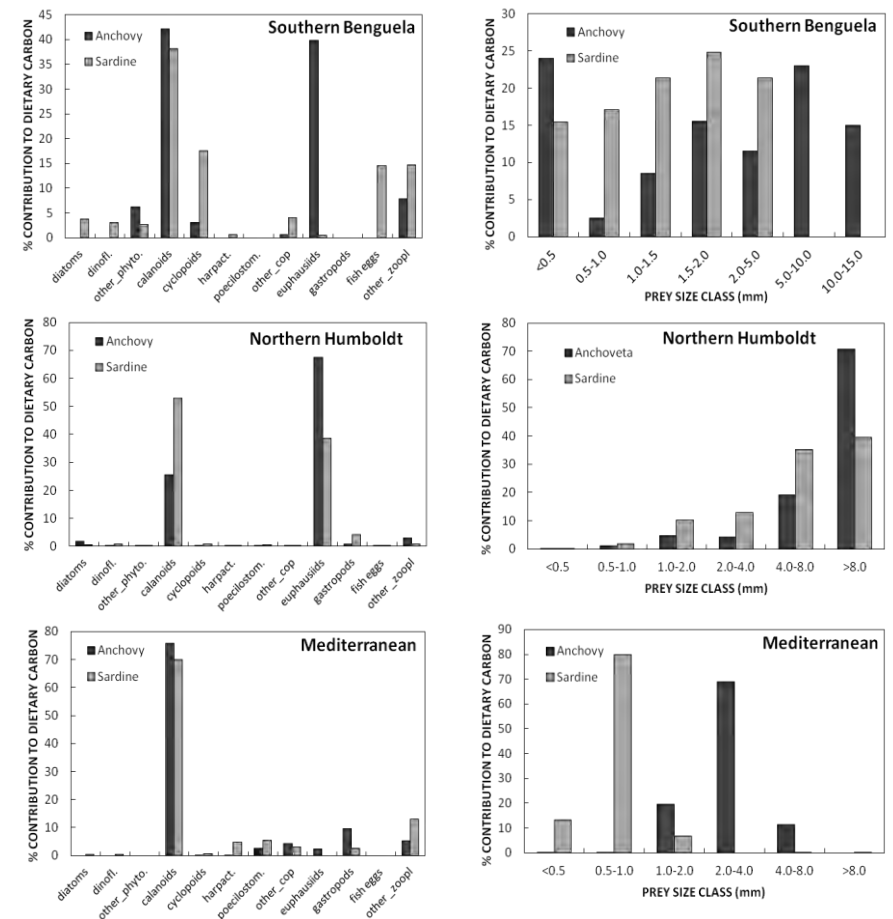 Southern Benguela
% CONTRIBUTION TO DIETARY CARBON
45
40
35
30
25
20
15
10
5
0
Anchovy
Sardine
diatoms
dinofl.
other_phyto.
calanoids
cyclopoids
harpact.
poecilostom.
other_cop
euphausiids
gastropods
fish eggs
other_zoopl
Southern Benguela
% CONTRIBUTION TO DIETARY CARBON
30
25
20
15
10
5
0
Anchovy
Sardine
<0.5
0.5-1.0
1.0-1.5
1.5-2.0
2.0-5.0
5.0-10.0
10.0-15.0
PREY SIZE CLASS (mm)
Northern Humboldt
% CONTRIBUTION TO DIETARY CARBON
80
70
60
50
40
30
20
10
0
Anchovy
Sardine
diatoms
dinofl.
other_phyto.
calanoids
cyclopoids
harpact.
poecilostom.
other_cop
euphausiids
gastropods
fish eggs
other_zoopl
Northern Humboldt
% CONTRIBUTION TO DIETARY CARBON
80
70
60
50
40
30
20
10
0
Anchoveta
Sardine
<0.5 0.5-1.0 1.0-2.0 2.0-4.0 4.0-8.0 >8.0
PREY SIZE CLASS (mm)
Mediterranean
% CONTRIBUTION TO DIETARY CARBON
80
70
60
50
40
30
20
10
0
Anchovy
Sardine
diatoms
dinofl.
other_phyto.
calanoids
cyclopoids
harpact.
poecilostom.
other_cop
euphausiids
gastropods
fish eggs
other_zoopl
Mediterranean
% CONTRIBUTION TO DIETARY CARBON
90
80
70
60
50
40
30
20
10
0
Anchovy
Sardine
<0.5 0.5-1.0 1.0-2.0 2.0-4.0 4.0-8.0 >8.0
PREY SIZE CLASS (mm)